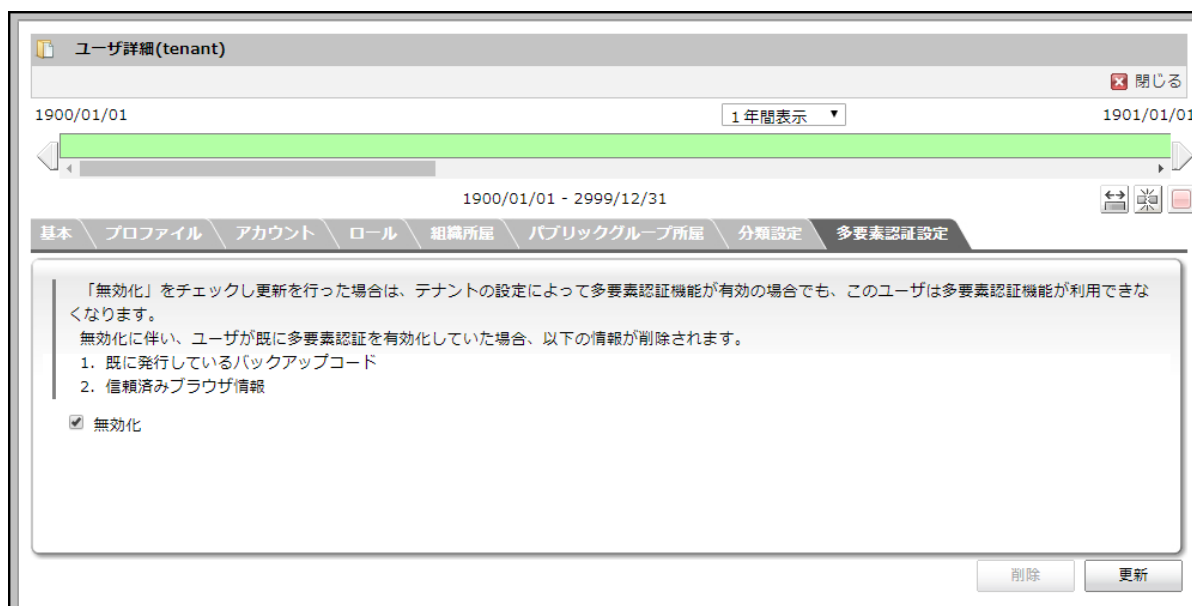 ユーザ詳細(tenant)
閉じる
1900/01/01 1年間表示 1901/01/01
1900/01/01 - 2999/12/31
基本 プロファイル アカウント ロール 組織所属 パブリックグループ所属 分類設定 多要素認証設定
「無効化」をチェックし更新を行った場合は、テナントの設定によって多要素認証機能が有効の場合でも、このユーザは多要素認証機能が利用できな
くなります。
無効化に伴い、ユーザが既に多要素認証を有効化していた場合、以下の情報が削除されます。
1. 既に発行しているバックアップコード
2. 信頼済みブラウザ情報
無効化
削除 更新